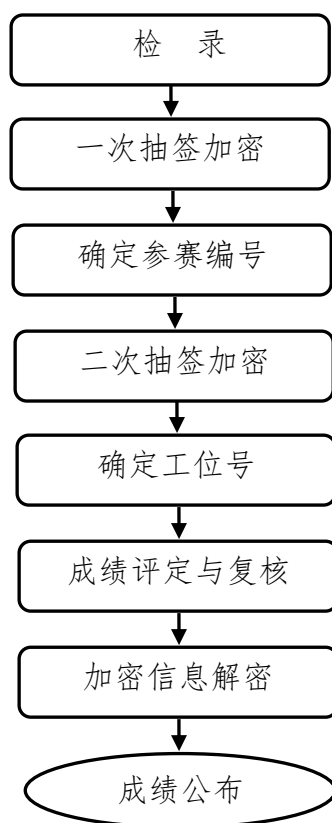 检 录
一次抽签加密
确定参赛编号
二次抽签加密
确定工位号
成绩评定与复核
加密信息解密
成绩公布